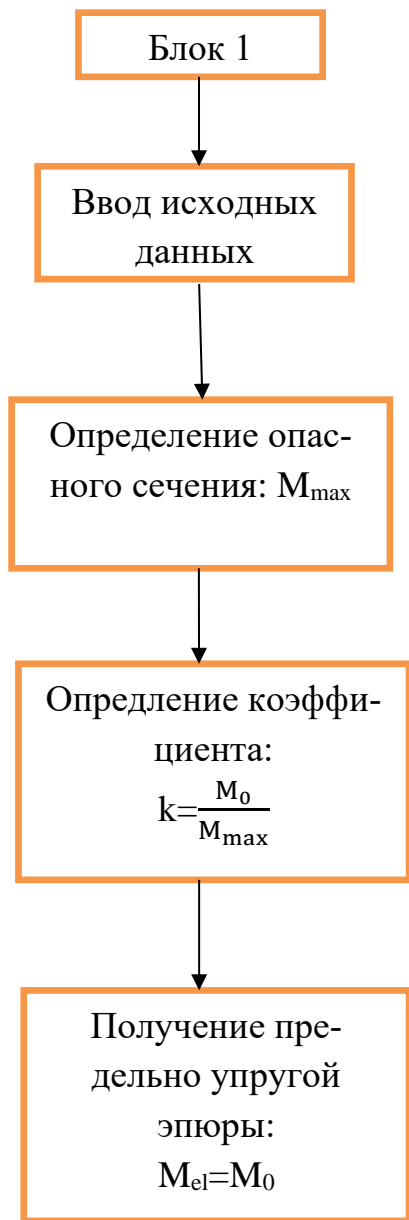 Блок 1
Ввод исходных
данных
Определение опас-
ного сечения: Mmax
Опредление коэффи-
циента:
k=M0/Mmax
Получение пре-
дельно упругой
эпюры:
Mel=M0